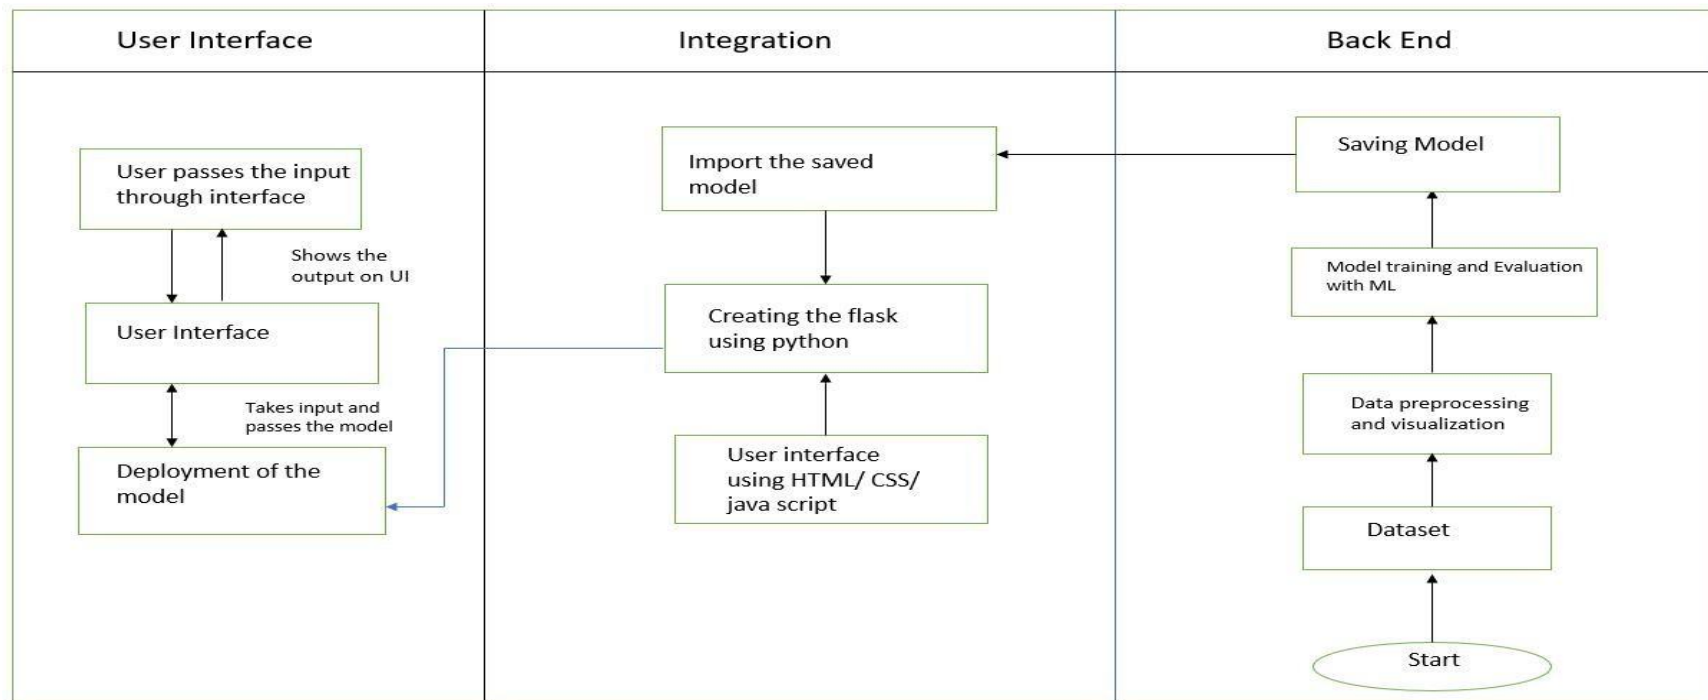 User Interface
Integration
Back End
User passes the input
through interface
Shows the
output on UI
User Interface
Takes input and
passes the model
Deployment of the
model
Import the saved
model
Creating the flask
using python
User interface
using HTML/ CSS/
java script
Saving Model
Model training and Evaluation
with ML
Data preprocessing
and visualization
Dataset
Start